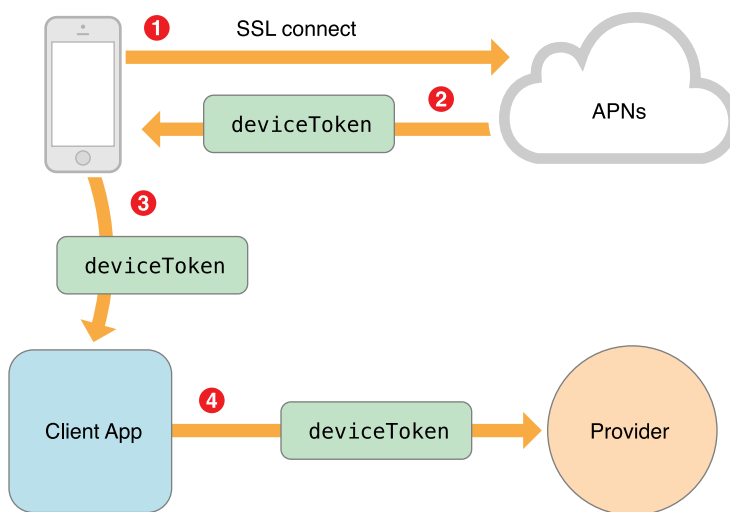 1
SSL connect
APNs
2
deviceToken
3
deviceToken
Client App
4
deviceToken
Provider